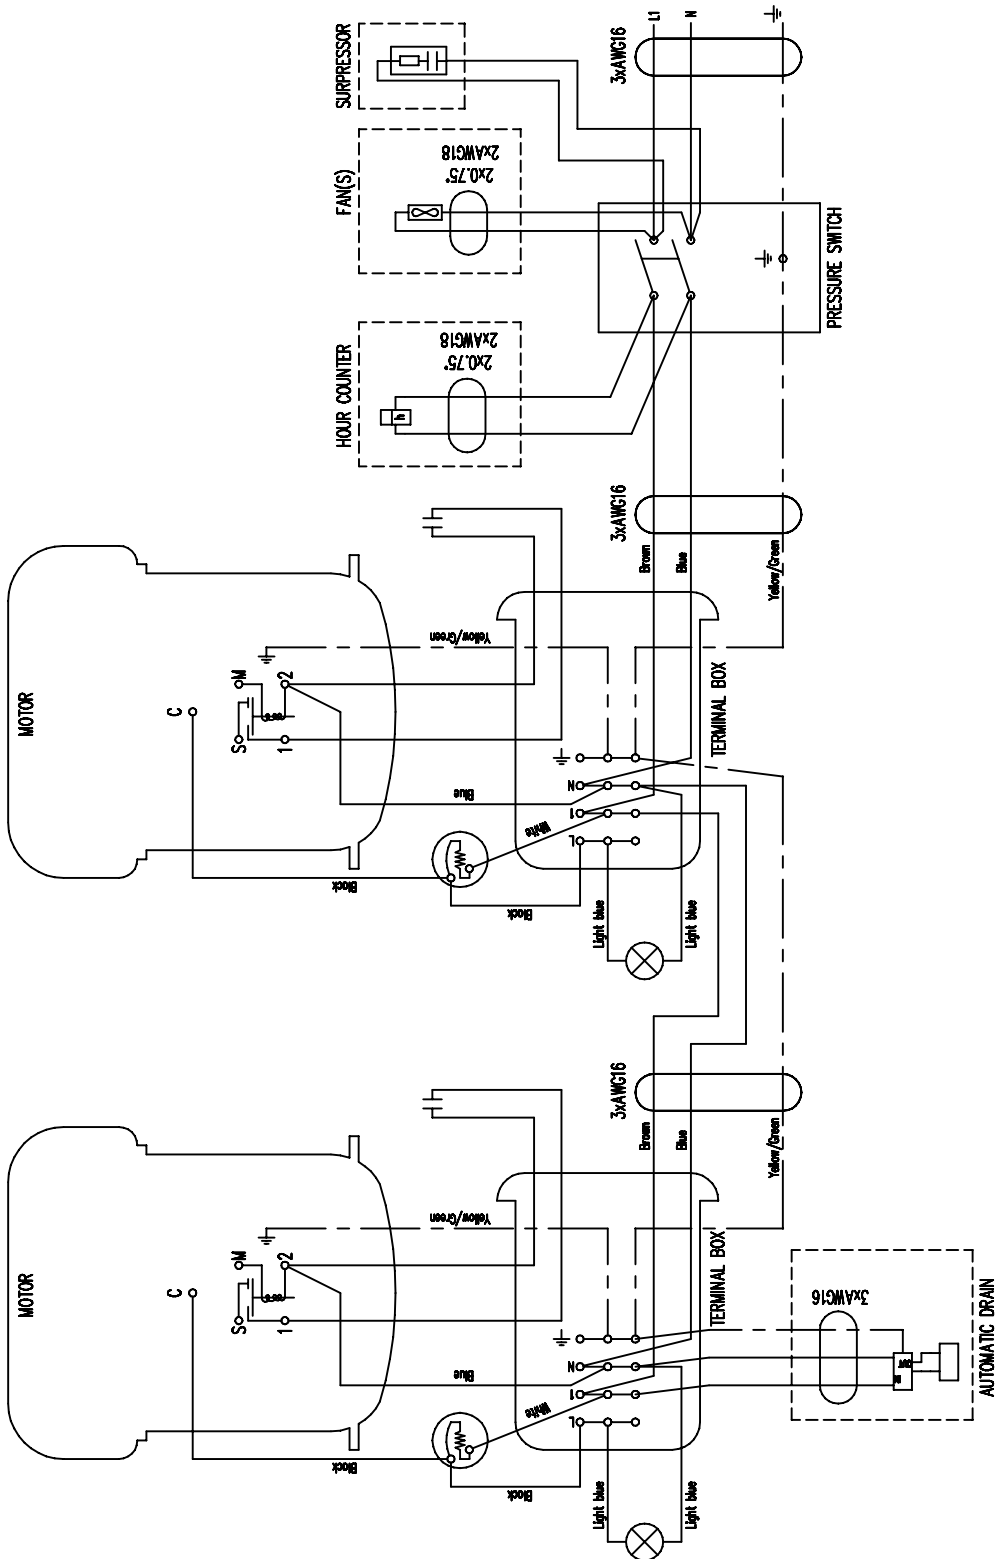 SURPRESSOR
L1
N
3xAWG16
FAN(S)
2xAWG18
2x0.75°
PRESSURE SWITCH
HOUR COUNTER
2xAWG18
2x0.75°
h
3xAWG16
Brown
Blue
Yellow/Green
MOTOR
C
S
M
1
2
Yellow/Green
TERMINAL BOX
N
1
L
Blue
White
Black
Black
Light blue
Light blue
3xAWG16
Brown
Blue
Yellow/Green
MOTOR
C
S
M
1
2
Yellow/Green
TERMINAL BOX
N
1
L
Blue
White
Black
Black
Light blue
Light blue
3xAWG16
IN
OUT
AUTOMATIC DRAIN